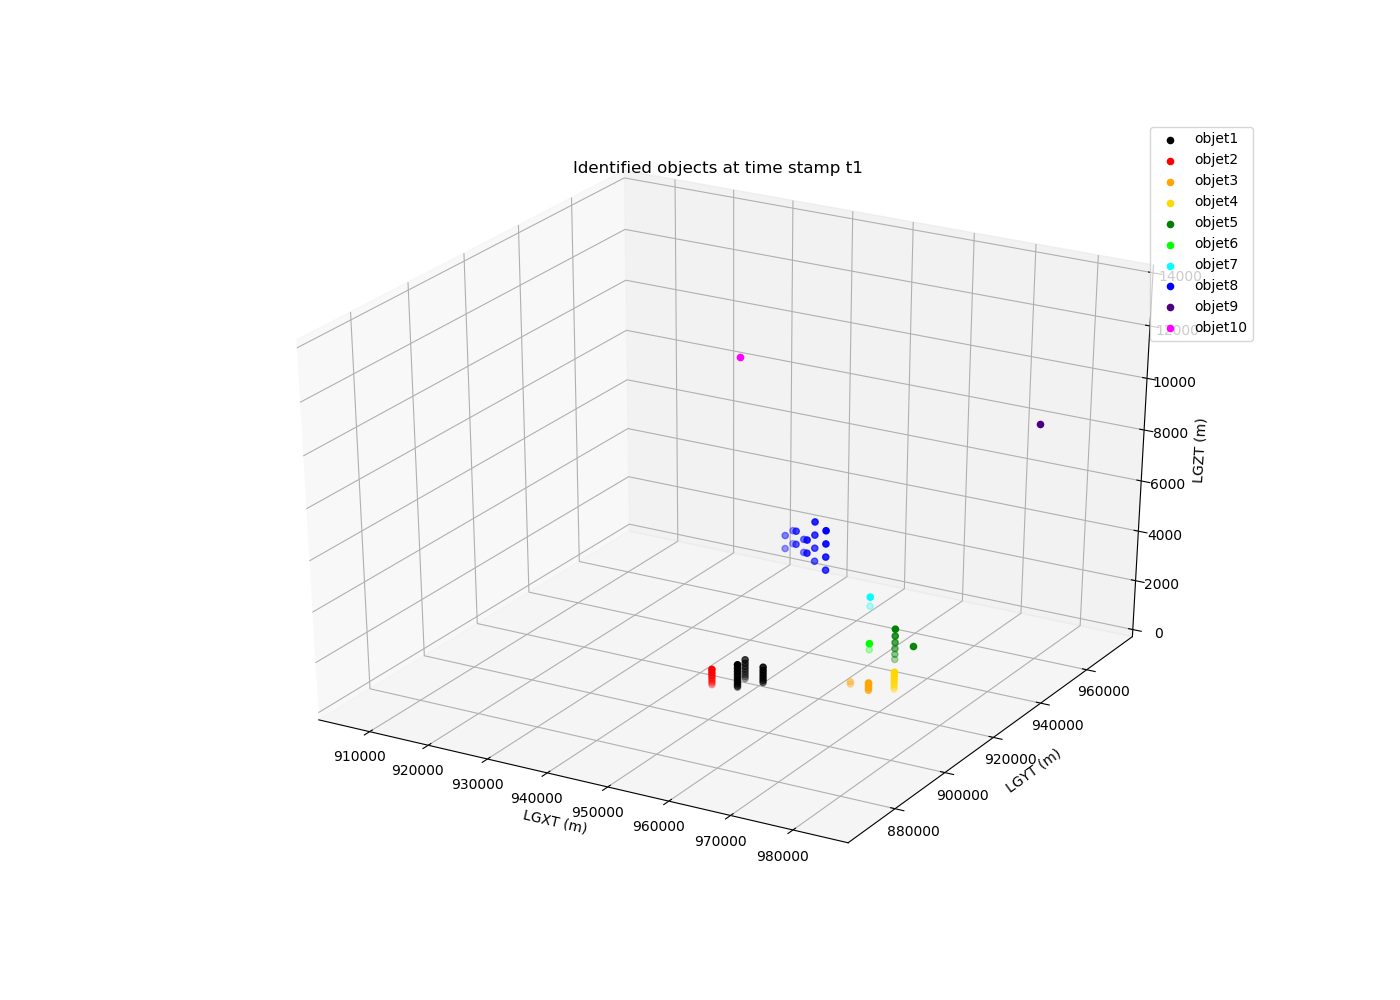 Identified objects at time stamp t1
objet1
objet2
objet3
objet4
objet5
objet6
objet7
objet8
objet9
objet10
14000
12000
10000
8000
6000
4000
2000
0
LGZT (m)
960000
940000
920000
900000
880000
LGYT (m)
910000
920000
930000
940000
950000
960000
970000
980000
LGXT (m)